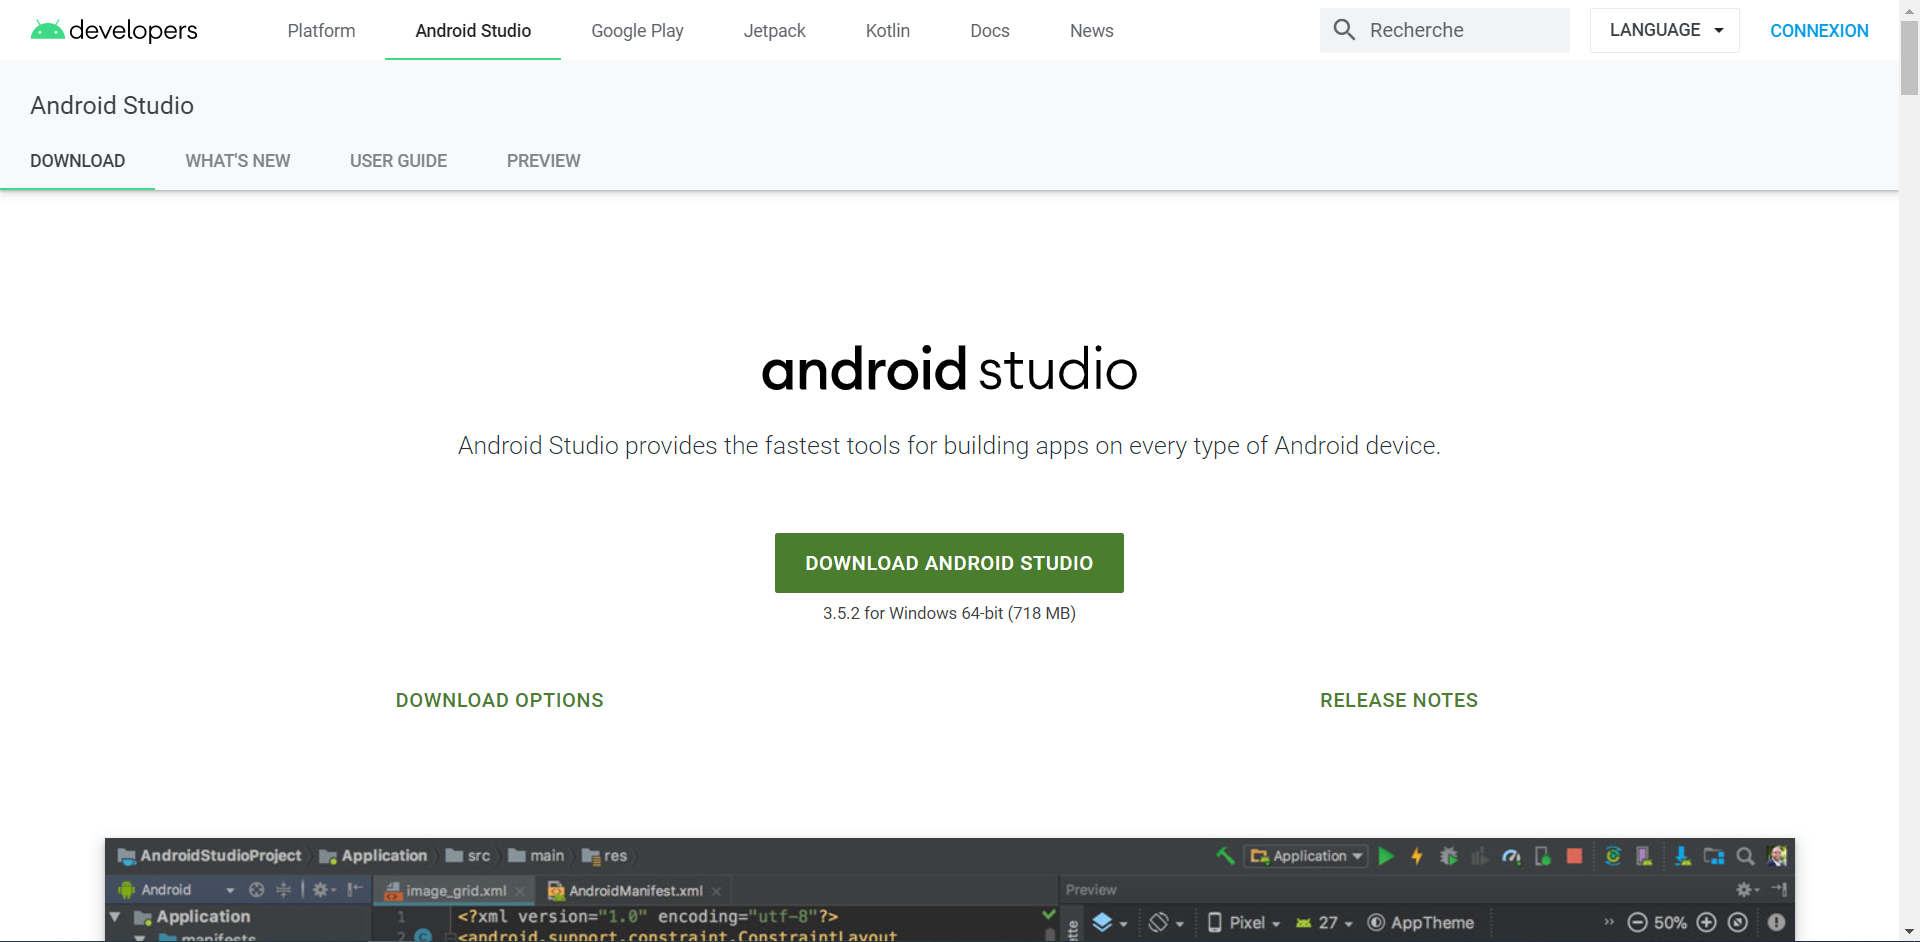 developers
Platform
Android Studio
Google Play
Jetpack
Kotlin
Docs
News
Recherche
LANGUAGE
CONNEXION
Android Studio
DOWNLOAD
WHAT'S NEW
USER GUIDE
PREVIEW
android studio
Android Studio provides the fastest tools for building apps on every type of Android device.
DOWNLOAD ANDROID STUDIO
3.5.2 for Windows 64-bit (718 MB)
DOWNLOAD OPTIONS
RELEASE NOTES
AndroidStudioProject Application src main res
Application
Android
image_grid.xml
AndroidManifest.xml
Preview
Application
1 <?xml version="1.0" encoding="utf-8"?>
Pixel 27 AppTheme
50%
manifests
2 <android.support.constraint.ConstraintLayout